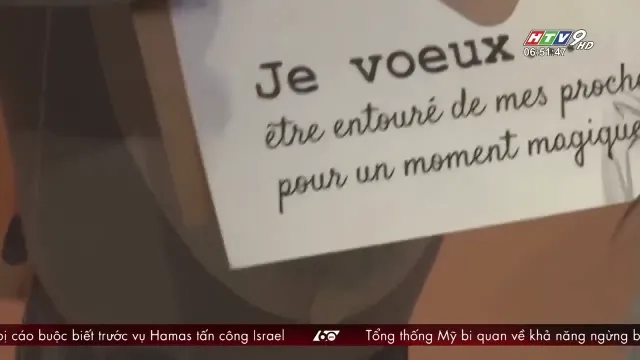 HTV9 HD
06:51:47
Je voeux
être entouré de mes proch
pour un moment magique
bị cáo buộc biết trước vụ Hamas tấn công Israel
60
Tổng thống Mỹ bi quan về khả năng ngừng b